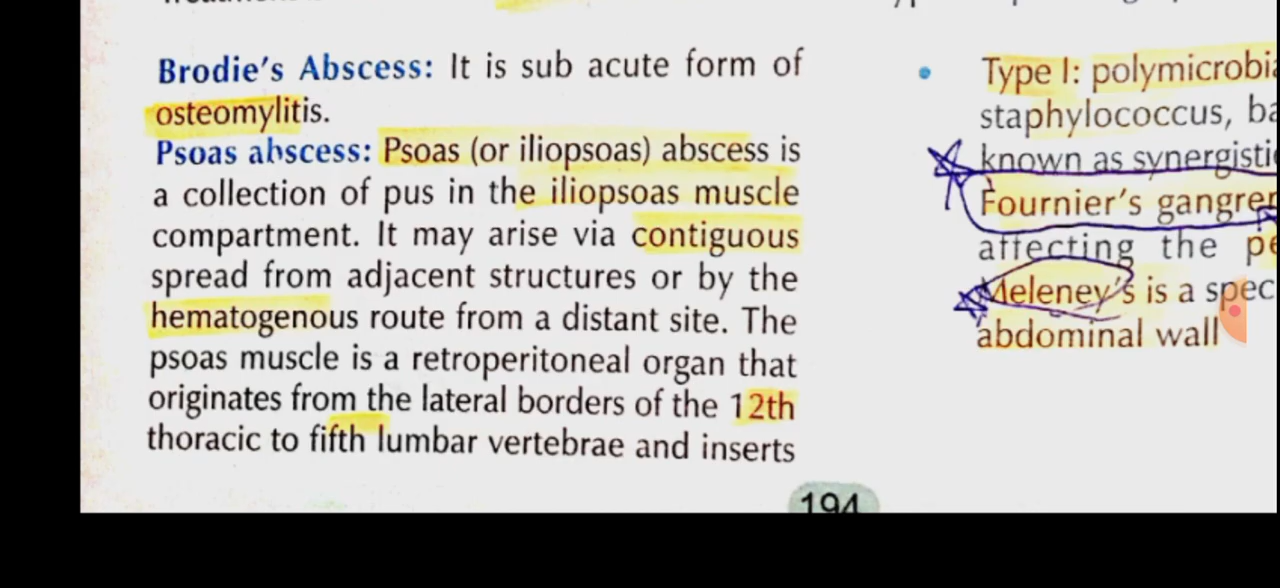 Brodie's Abscess: It is sub acute form of
osteomylitis.
Psoas abscess: Psoas (or iliopsoas) abscess is
a collection of pus in the iliopsoas muscle
compartment. It may arise via contiguous
spread from adjacent structures or by the
hematogenous route from a distant site. The
psoas muscle is a retroperitoneal organ that
originates from the lateral borders of the 12th
thoracic to fifth lumbar vertebrae and inserts
• Type I: polymicrobi
staphylococcus, ba
known as synergisti
Fournier's gangre
affecting the
Meleney's is a spec
abdominal wall
194